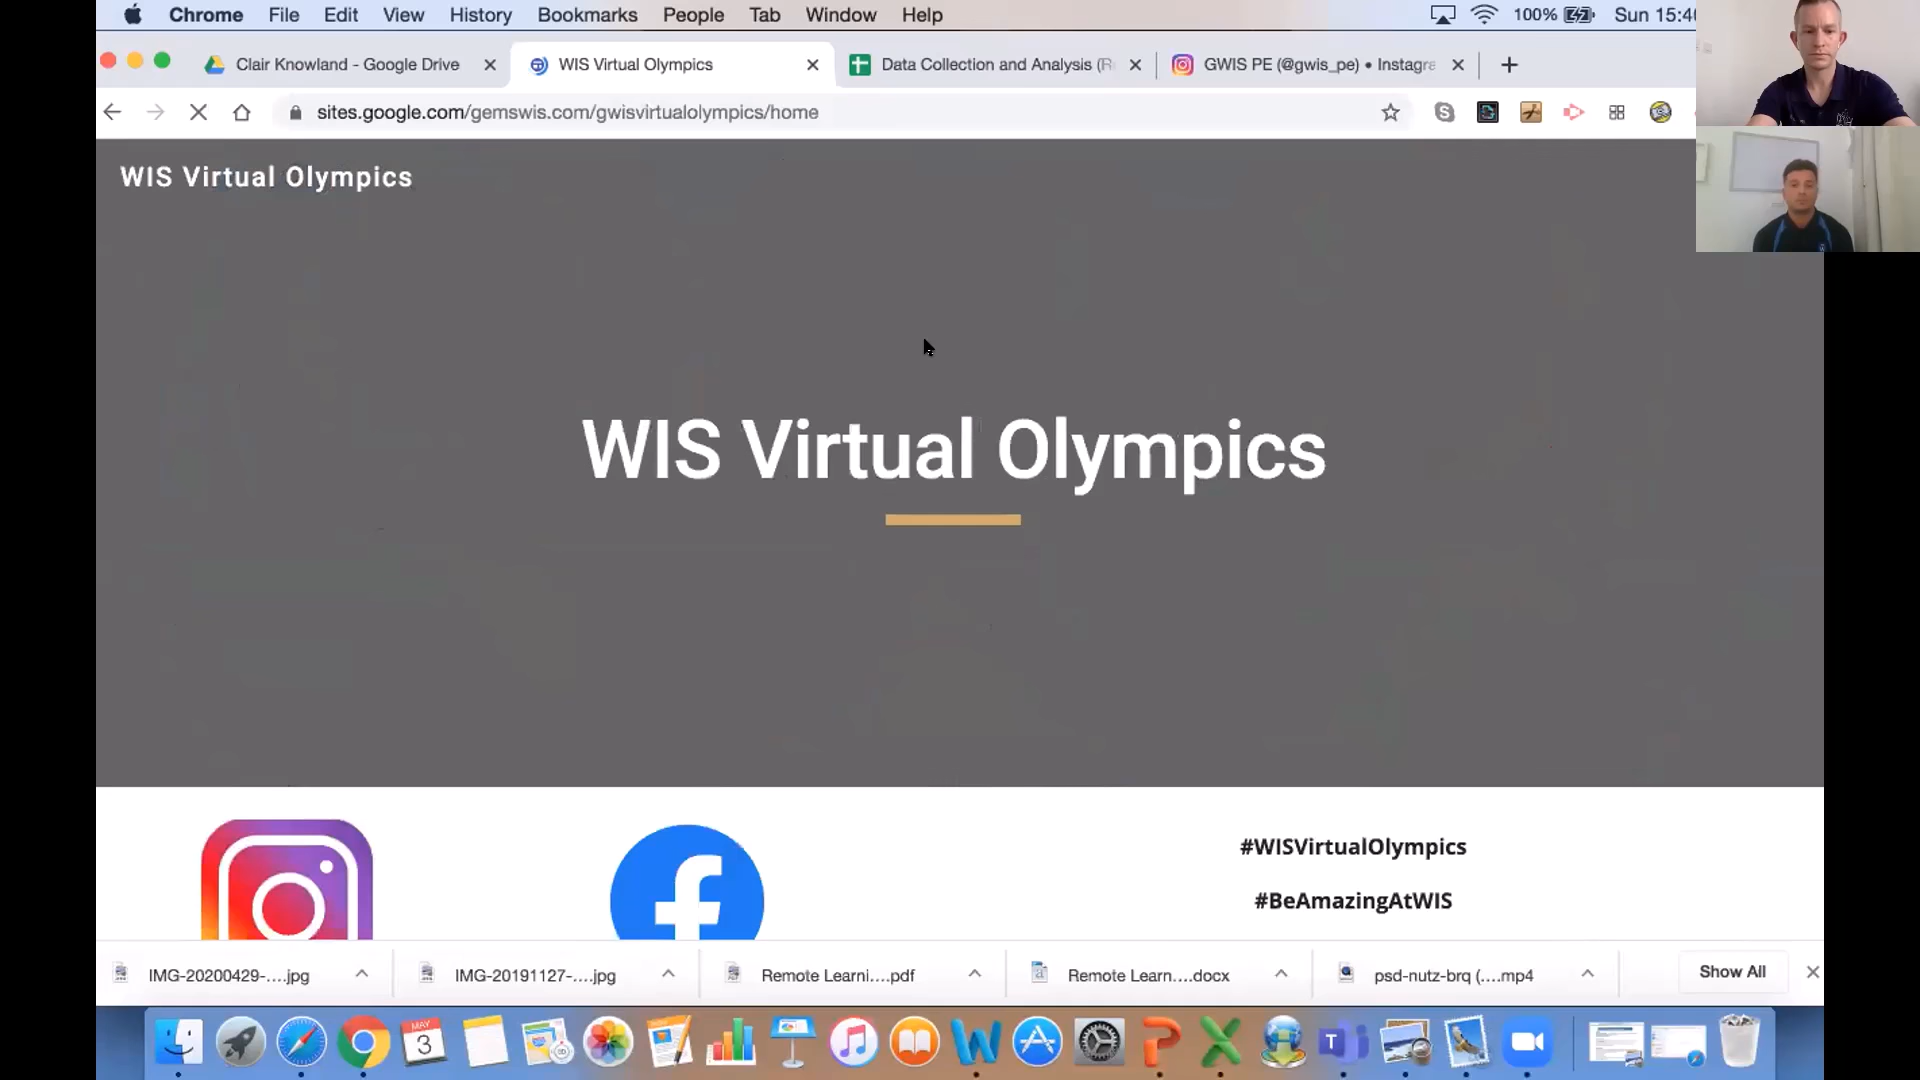 Chrome File Edit View History Bookmarks People Tab Window Help 100% Sun 15:4
Clair Knowland - Google Drive WIS Virtual Olympics Data Collection and Analysis (R GWIS PE (@gwis_pe) • Instagra
sites.google.com/gemswis.com/gwisvirtualolympics/home
WIS Virtual Olympics
WIS Virtual Olympics
#WISVirtualOlympics
#BeAmazingAtWIS
IMG-20200429-....jpg IMG-20191127-....jpg Remote Learni....pdf Remote Learn....docx psd-nutz-brq (....mp4 Show All
MAY
3